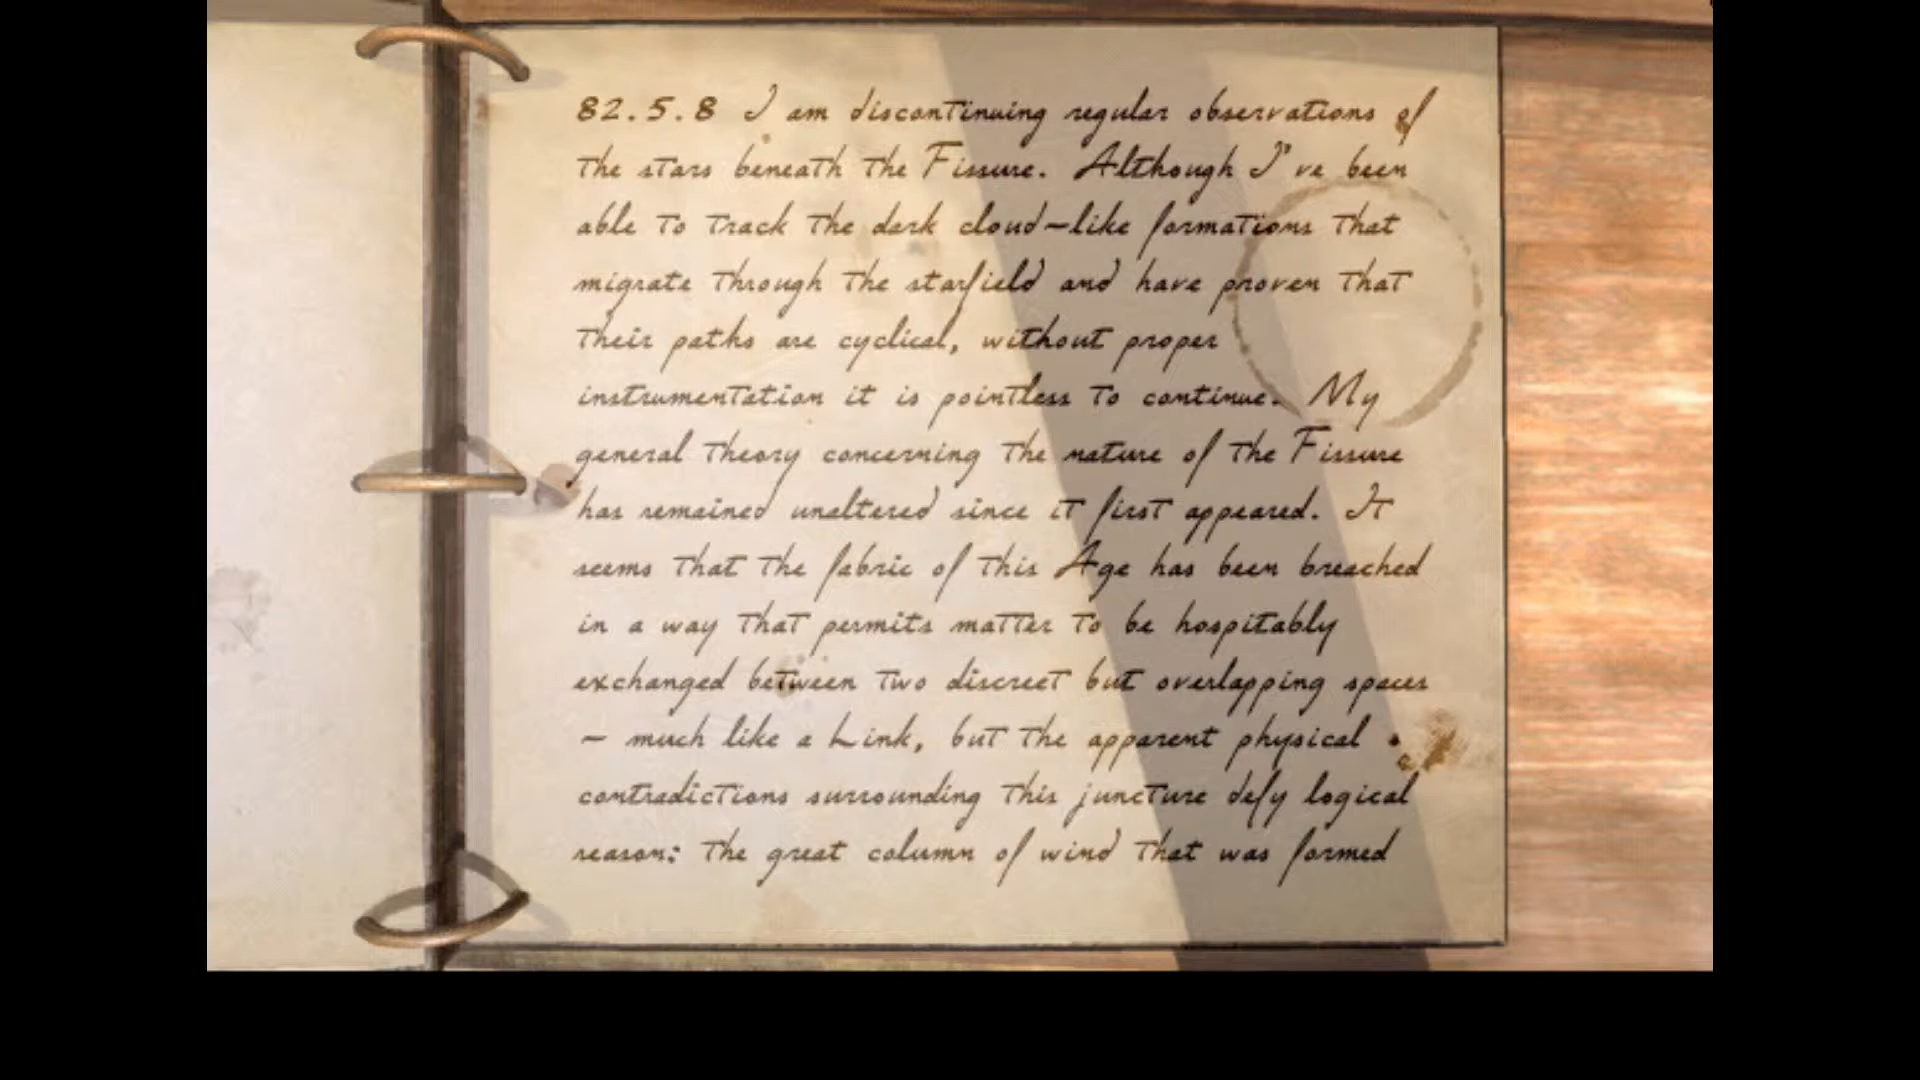 82.5.8 I am discontinuing regular observations of
the stars beneath the Fissure. Although I've been
able to track the dark cloud-like formations that
migrate through the starfield and have proven that
their paths are cyclical, without proper
instrumentation it is pointless to continue. My
general theory concerning the nature of the Fissure
has remained unaltered since it first appeared. It
seems that the fabric of this Age has been breached
in a way that permits matter to be hospitably
exchanged between two discreet but overlapping spaces
- much like a Link, but the apparent physical
contradictions surrounding this juncture defy logical
reason: the great column of wind that was formed